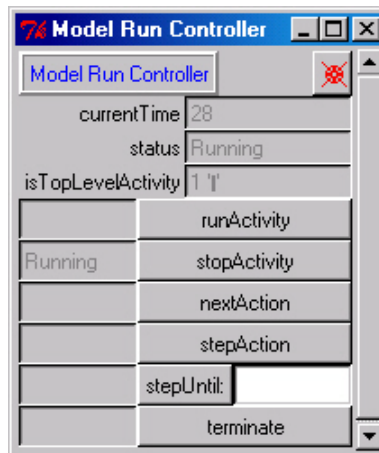 Model Run Controller
Model Run Controller
currentTime 28
status Running
isTopLevelActivity 1 '\001'
runActivity
Running stopActivity
nextAction
stepAction
stepUntil:
terminate